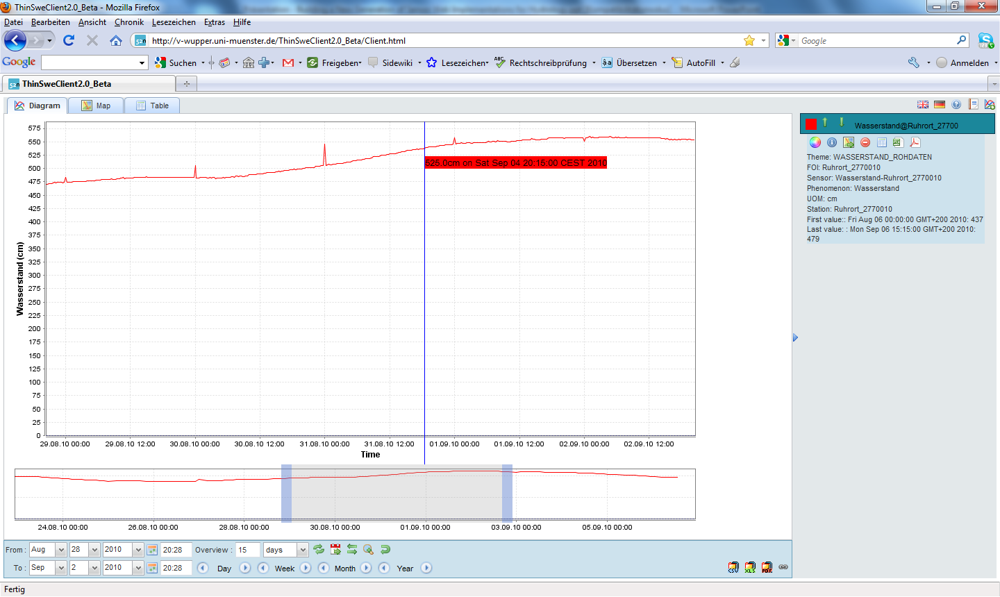 ThinSweClient2.0_Beta - Mozilla Firefox
Datei Bearbeiten Ansicht Chronik Lesezeichen Extras Hilfe
http://v-wupper.uni-muenster.de/ThinSweClient2.0_Beta/Client.html
Google
Google Suchen Freigeben Sidewiki Lesezeichen Rechtschreibprüfung Übersetzen AutoFill Anmelden
ThinSweClient2.0_Beta
Diagram Map Table
Wasserstand@Ruhrort_27700
Theme: WASSERSTAND_ROHDATEN
FOI: Ruhrort_2770010
Sensor: Wasserstand-Ruhrort_2770010
Phenomenon: Wasserstand
UOM: cm
Station: Ruhrort_2770010
First value:: Fri Aug 06 00:00:00 GMT+200 2010: 437
Last value: : Mon Sep 06 15:15:00 GMT+200 2010:
479
575
550
525
500
475
450
425
400
375
350
325
300
275
250
225
200
175
150
125
100
75
50
25
0
Wasserstand (cm)
525.0cm on Sat Sep 04 20:15:00 CEST 2010
29.08.10 00:00 29.08.10 12:00 30.08.10 00:00 30.08.10 12:00 31.08.10 00:00 31.08.10 12:00 01.09.10 00:00 01.09.10 12:00 02.09.10 00:00 02.09.10 12:00
Time
24.08.10 00:00 26.08.10 00:00 28.08.10 00:00 30.08.10 00:00 01.09.10 00:00 03.09.10 00:00 05.09.10 00:00
From : Aug 28 2010 20:28 Overview : 15 days
To : Sep 2 2010 20:28 Day Week Month Year
CSV XLS PDF
Fertig